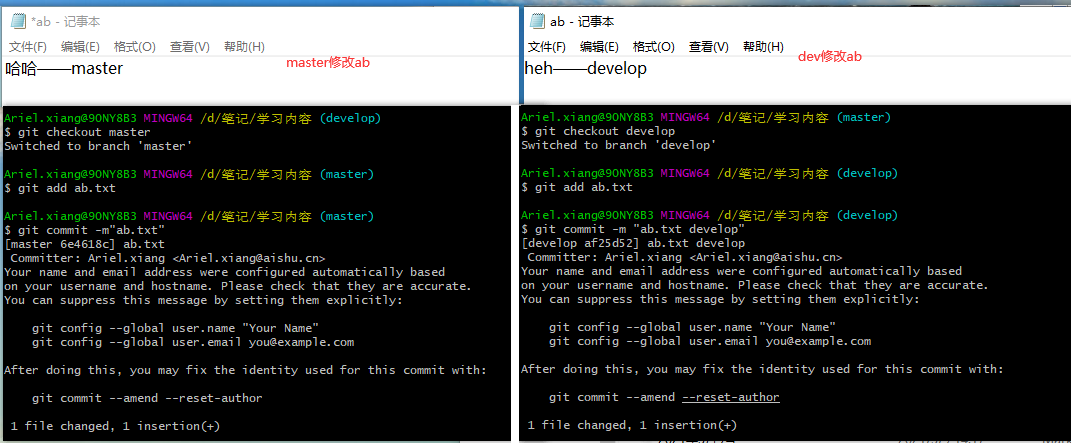 *ab - 记事本
文件(F) 编辑(E) 格式(O) 查看(V) 帮助(H)
哈哈——master
master修改ab
Ariel.xiang@9ONY8B3 MINGW64 /d/笔记/学习内容 (develop)
$ git checkout master
Switched to branch 'master'
Ariel.xiang@9ONY8B3 MINGW64 /d/笔记/学习内容 (master)
$ git add ab.txt
Ariel.xiang@9ONY8B3 MINGW64 /d/笔记/学习内容 (master)
$ git commit -m"ab.txt"
[master 6e4618c] ab.txt
Committer: Ariel.xiang <Ariel.xiang@aishu.cn>
Your name and email address were configured automatically based
on your username and hostname. Please check that they are accurate.
You can suppress this message by setting them explicitly:
git config --global user.name "Your Name"
git config --global user.email you@example.com
After doing this, you may fix the identity used for this commit with:
git commit --amend --reset-author
1 file changed, 1 insertion(+)
ab - 记事本
文件(F) 编辑(E) 格式(O) 查看(V) 帮助(H)
heh——develop
dev修改ab
Ariel.xiang@9ONY8B3 MINGW64 /d/笔记/学习内容 (master)
$ git checkout develop
Switched to branch 'develop'
Ariel.xiang@9ONY8B3 MINGW64 /d/笔记/学习内容 (develop)
$ git add ab.txt
Ariel.xiang@9ONY8B3 MINGW64 /d/笔记/学习内容 (develop)
$ git commit -m "ab.txt develop"
[develop af25d52] ab.txt develop
Committer: Ariel.xiang <Ariel.xiang@aishu.cn>
Your name and email address were configured automatically based
on your username and hostname. Please check that they are accurate.
You can suppress this message by setting them explicitly:
git config --global user.name "Your Name"
git config --global user.email you@example.com
After doing this, you may fix the identity used for this commit with:
git commit --amend --reset-author
1 file changed, 1 insertion(+)